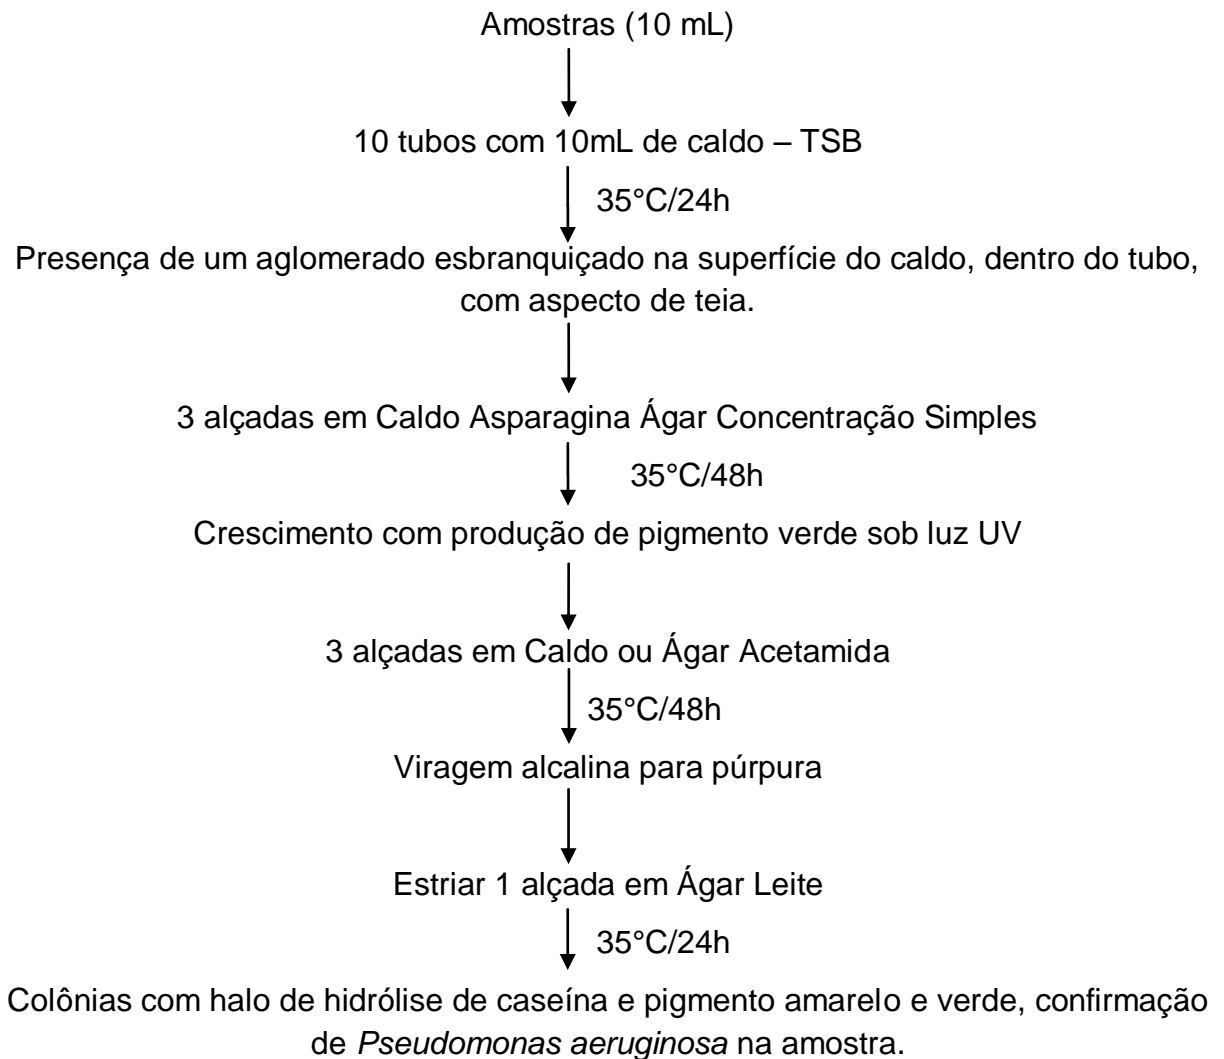 Amostras (10 mL)
10 tubos com 10mL de caldo – TSB
35°C/24h
Presença de um aglomerado esbranquiçado na superfície do caldo, dentro do tubo,
com aspecto de teia.
3 alçadas em Caldo Asparagina Ágar Concentração Simples
35°C/48h
Crescimento com produção de pigmento verde sob luz UV
3 alçadas em Caldo ou Ágar Acetamida
35°C/48h
Viragem alcalina para púrpura
Estriar 1 alçada em Ágar Leite
35°C/24h
Colônias com halo de hidrólise de caseína e pigmento amarelo e verde, confirmação
de Pseudomonas aeruginosa na amostra.